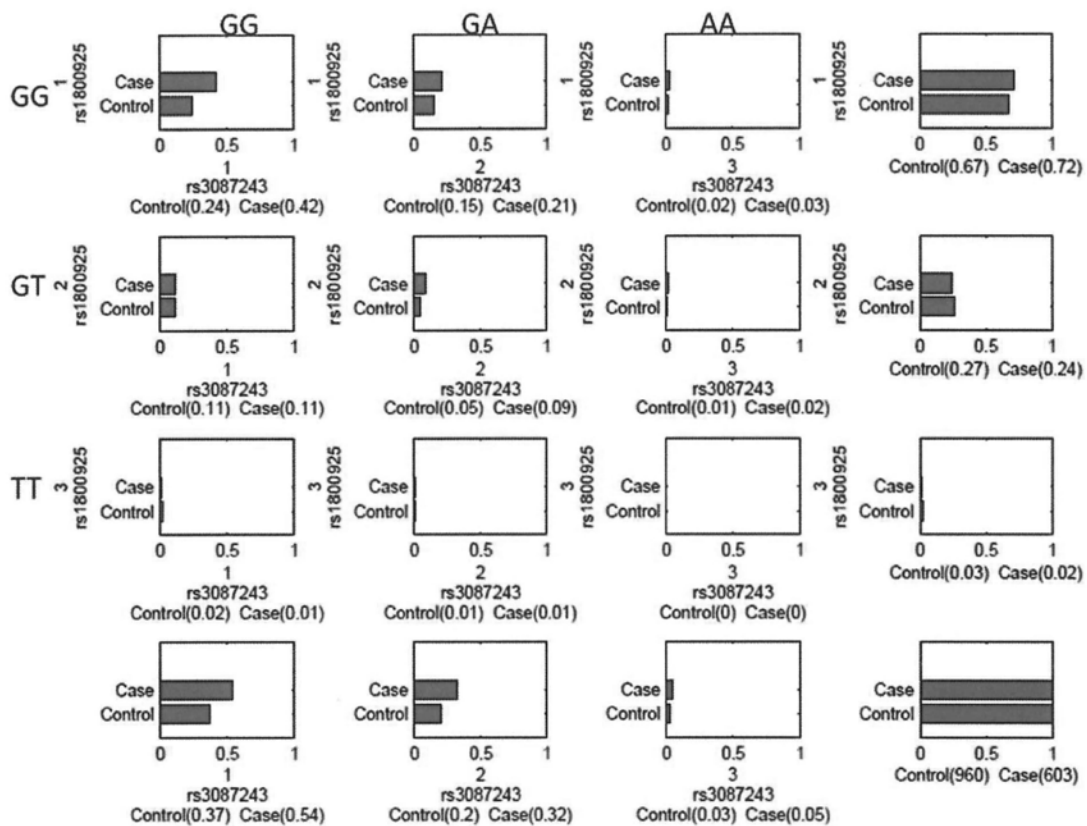 GG GA AA
GG
1
rs1800925
Case
Control
0 0.5 1
1
rs3087243
Control(0.24) Case(0.42)
1
rs1800925
Case
Control
0 0.5 1
2
rs3087243
Control(0.15) Case(0.21)
1
rs1800925
Case
Control
0 0.5 1
3
rs3087243
Control(0.02) Case(0.03)
1
rs1800925
Case
Control
0 0.5 1
Control(0.67) Case(0.72)
GT
2
rs1800925
Case
Control
0 0.5 1
1
rs3087243
Control(0.11) Case(0.11)
2
rs1800925
Case
Control
0 0.5 1
2
rs3087243
Control(0.05) Case(0.09)
2
rs1800925
Case
Control
0 0.5 1
3
rs3087243
Control(0.01) Case(0.02)
2
rs1800925
Case
Control
0 0.5 1
Control(0.27) Case(0.24)
TT
3
rs1800925
Case
Control
0 0.5 1
1
rs3087243
Control(0.02) Case(0.01)
3
rs1800925
Case
Control
0 0.5 1
2
rs3087243
Control(0.01) Case(0.01)
3
rs1800925
Case
Control
0 0.5 1
3
rs3087243
Control(0) Case(0)
3
rs1800925
Case
Control
0 0.5 1
Control(0.03) Case(0.02)
Case
Control
0 0.5 1
1
rs3087243
Control(0.37) Case(0.54)
Case
Control
0 0.5 1
2
rs3087243
Control(0.2) Case(0.32)
Case
Control
0 0.5 1
3
rs3087243
Control(0.03) Case(0.05)
Case
Control
0 0.5 1
Control(960) Case(603)